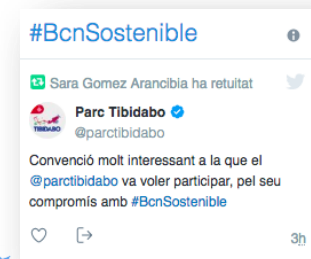 #BcnSostenible
Sara Gomez Arancibia ha retuitat
Parc Tibidabo
@parctibidabo
TIBIDABO
Convenció molt interessant a la que el
@parctibidabo va voler participar, pel seu
compromís amb #BcnSostenible
3h